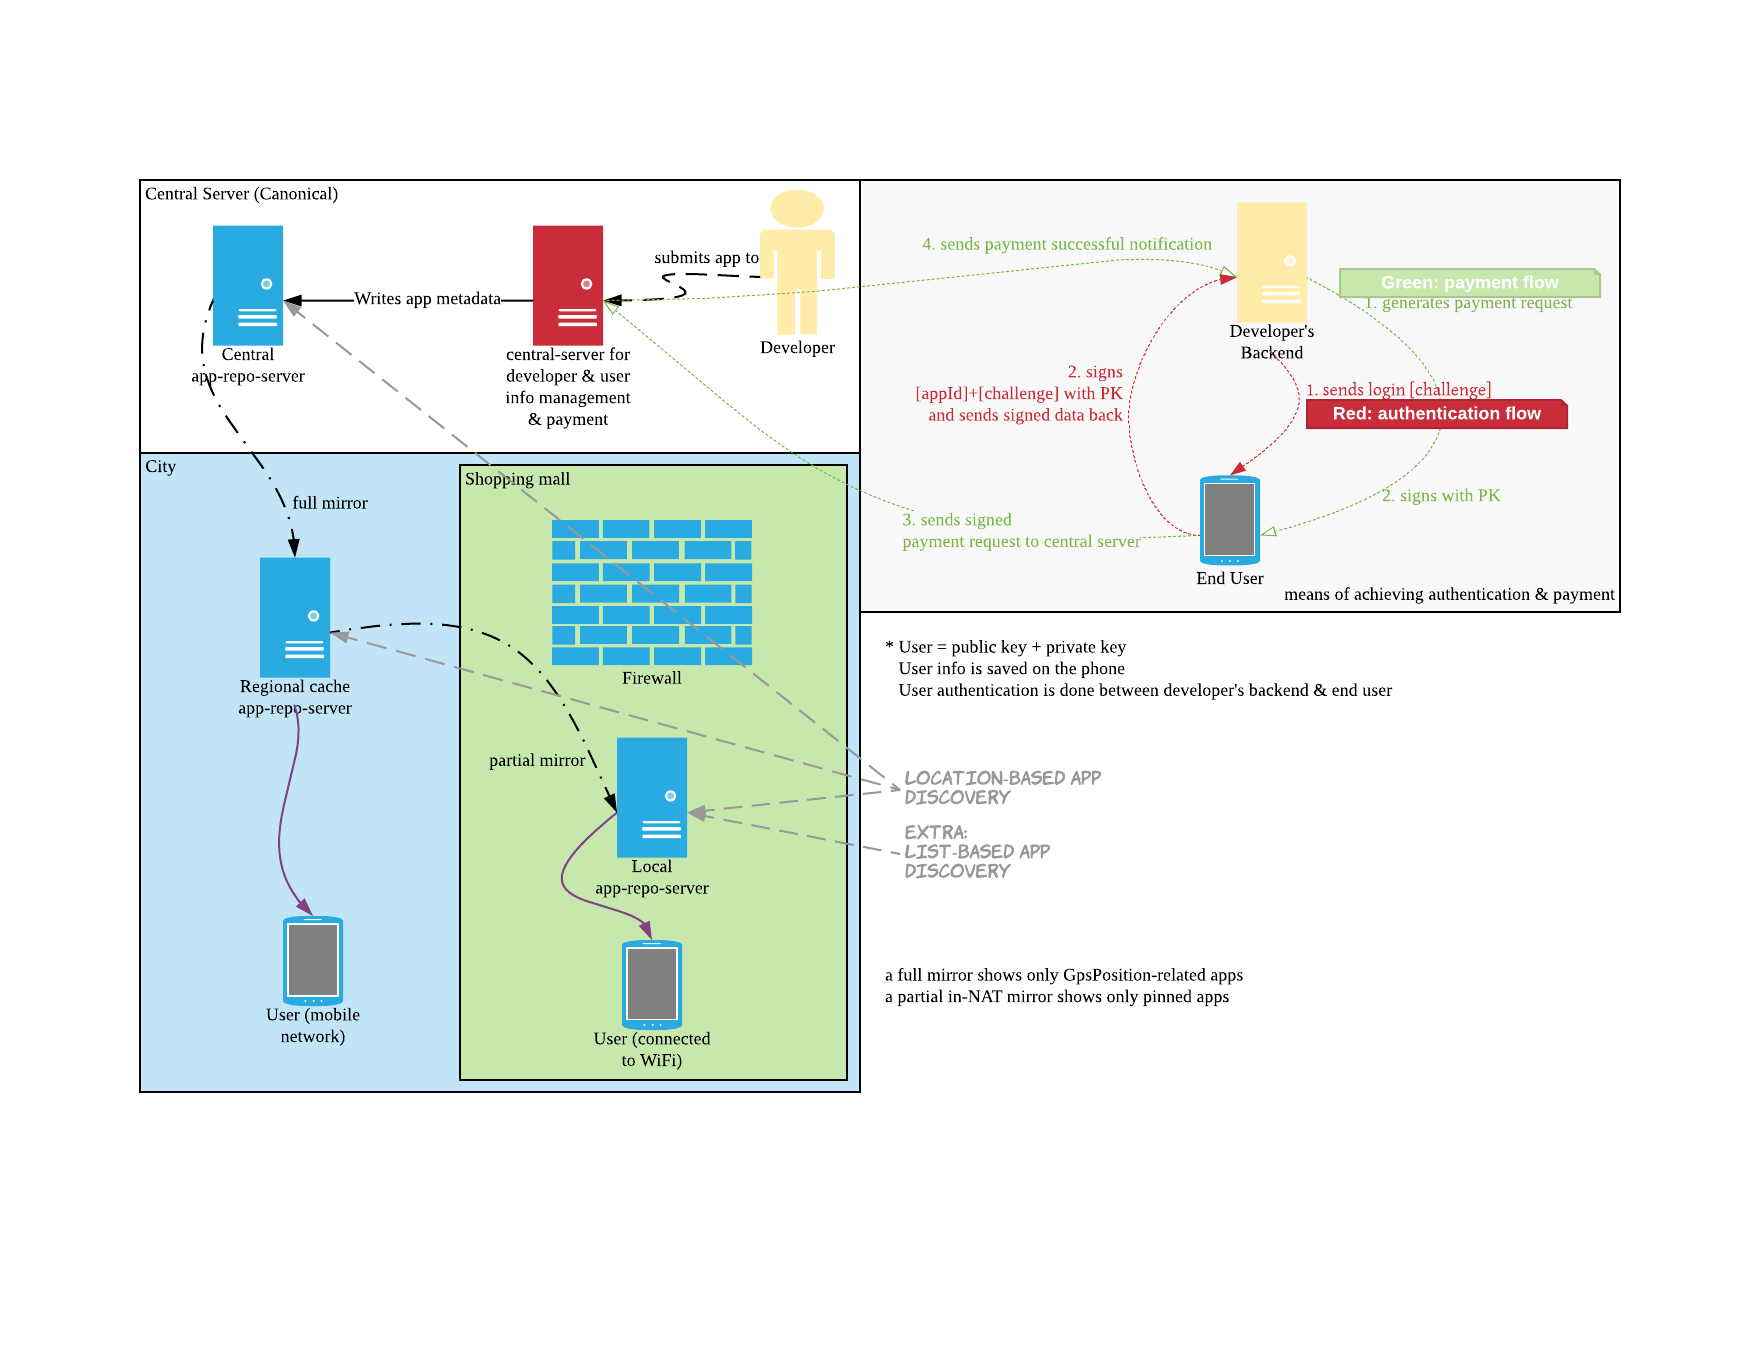 Central Server (Canonical)
submits app to
Writes app metadata
Central
app-repo-server
central-server for
developer & user
info management
& payment
Developer
4. sends payment successful notification
Green: payment flow
1. generates payment request
Developer's
Backend
2. signs
[appId]+[challenge] with PK
and sends signed data back
1. sends login [challenge]
Red: authentication flow
2. signs with PK
3. sends signed
payment request to central server
End User
means of achieving authentication & payment
City
Shopping mall
full mirror
Firewall
Regional cache
app-repo-server
partial mirror
Local
app-repo-server
User (mobile
network)
User (connected
to WiFi)
* User = public key + private key
User info is saved on the phone
User authentication is done between developer's backend & end user
LOCATION-BASED APP
DISCOVERY
EXTRA:
LIST-BASED APP
DISCOVERY
a full mirror shows only GpsPosition-related apps
a partial in-NAT mirror shows only pinned apps